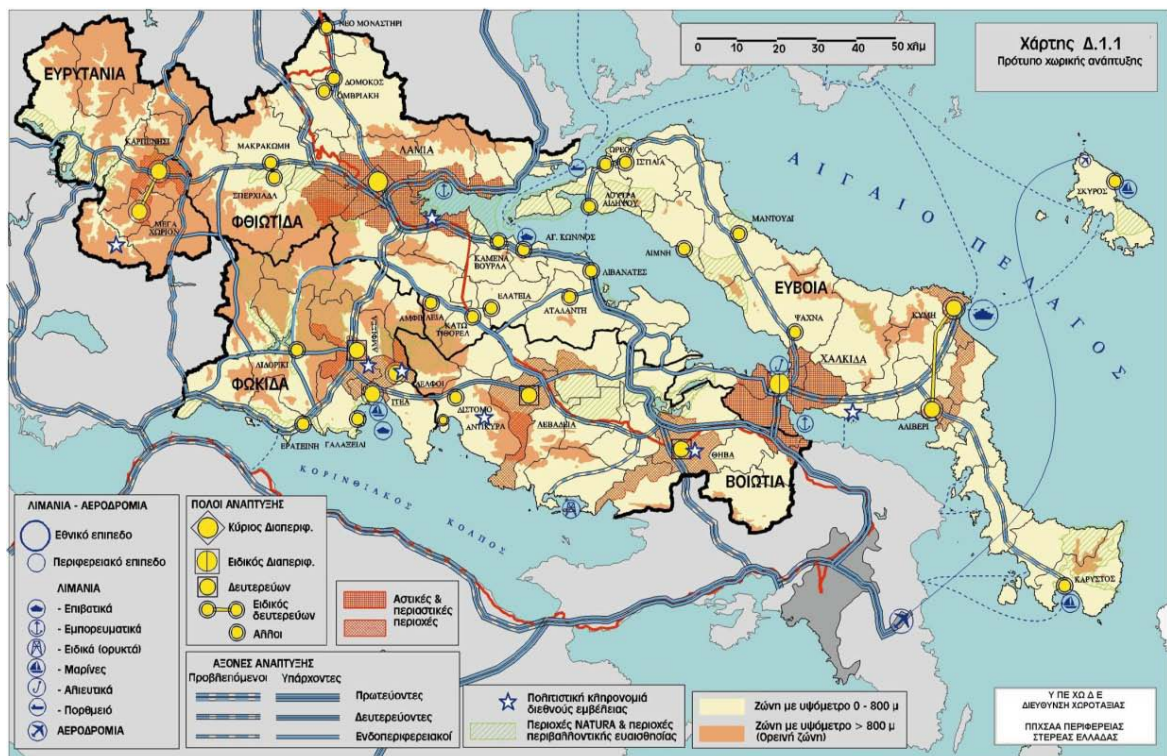 Χάρτης Δ.1.1
Πρότυπο χωρικής ανάπτυξης
0 10 20 30 40 50 χλμ
ΝΕΟ ΜΟΝΑΣΤΗΡΙ
ΕΥΡΥΤΑΝΙΑ
ΔΟΜΟΚΟΣ
ΟΜΒΡΙΑΚΗ
ΚΑΡΠΕΝΗΣΙ
ΜΑΚΡΑΚΩΜΗ
ΛΑΜΙΑ
ΩΡΕΟΙ
ΙΣΤΙΑΙΑ
ΣΠΕΡΧΙΑΔΑ
ΜΕΓΑ
ΧΩΡΙΟΝ
ΦΘΙΩΤΙΔΑ
ΛΟΥΤΡΑ
ΑΙΔΗΨΟΥ
ΣΚΥΡΟΣ
ΑΙΓΑΙΟ ΠΕΛΑΓΟΣ
ΜΑΝΤΟΥΔΙ
ΑΓ. ΚΩΝ/ΝΟΣ
ΚΑΜΕΝΑ
ΒΟΥΡΛΑ
ΛΙΜΝΗ
ΛΙΒΑΝΑΤΕΣ
ΕΛΑΤΕΙΑ
ΑΤΑΛΑΝΤΗ
ΕΥΒΟΙΑ
ΑΜΦΙΚΛΕΙΑ
ΚΑΤΩ
ΤΙΘΟΡΕΑ
ΨΑΧΝΑ
ΚΥΜΗ
ΑΜΦΙΣΣΑ
ΛΙΔΟΡΙΚΙ
ΧΑΛΚΙΔΑ
ΦΩΚΙΔΑ
ΔΕΛΦΟΙ
ΙΤΕΑ
ΔΙΣΤΟΜΟ
ΑΝΤΙΚΥΡΑ
ΛΕΒΑΔΕΙΑ
ΑΛΙΒΕΡΙ
ΕΡΑΤΕΙΝΗ
ΓΑΛΑΞΕΙΔΙ
ΘΗΒΑ
ΒΟΙΩΤΙΑ
ΚΟΡΙΝΘΙΑΚΟΣ ΚΟΛΠΟΣ
ΚΑΡΥΣΤΟΣ
ΛΙΜΑΝΙΑ - ΑΕΡΟΔΡΟΜΙΑ
Εθνικό επιπεδο
Περιφερειακό επίπεδο
ΛΙΜΑΝΙΑ
- Επιβατικά
- Εμπορευματικά
- Ειδικά (ορυκτά)
- Μαρίνες
- Αλιευτικά
- Πορθμειό
ΑΕΡΟΔΡΟΜΙΑ
ΠΟΛΟΙ ΑΝΑΠΤΥΞΗΣ
Κύριος Διαπεριφ.
Ειδικός Διαπεριφ.
Δευτερεύων
Ειδικός
δευτερεύων
Αλλοι
Αστικές &
περιαστικές
περιοχές
ΑΞΟΝΕΣ ΑΝΑΠΤΥΞΗΣ
Προβλεπόμενοι Υπάρχοντες
Πρωτεύοντες
Δευτερεύοντες
Ενδοπεριφερειακοί
Πολιτιστική κληρονομιά
διεθνούς εμβέλειας
Περιοχές NATURA & περιοχές
περιβαλλοντικής ευαισθησίας
Ζώνη με υψόμετρο 0 - 800 μ
Ζώνη με υψόμετρο > 800 μ
(Ορεινή ζώνη)
Υ ΠΕ ΧΩ Δ Ε
ΔΙΕΥΘΥΝΣΗ ΧΩΡΟΤΑΞΙΑΣ
ΠΠΧΣΑΑ ΠΕΡΙΦΕΡΕΙΑΣ
ΣΤΕΡΕΑΣ ΕΛΛΑΔΑΣ